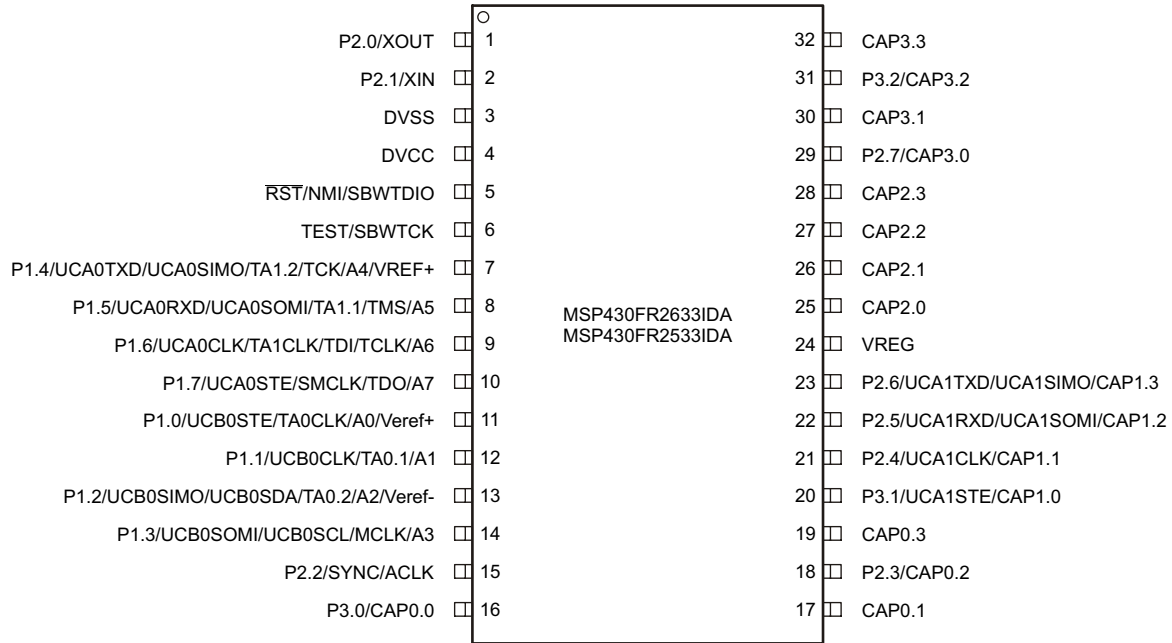 P2.0/XOUT 1
P2.1/XIN 2
DVSS 3
DVCC 4
RST/NMI/SBWTDIO 5
TEST/SBWTCK 6
P1.4/UCA0TXD/UCA0SIMO/TA1.2/TCK/A4/VREF+ 7
P1.5/UCA0RXD/UCA0SOMI/TA1.1/TMS/A5 8
P1.6/UCA0CLK/TA1CLK/TDI/TCLK/A6 9
P1.7/UCA0STE/SMCLK/TDO/A7 10
P1.0/UCB0STE/TA0CLK/A0/Veref+ 11
P1.1/UCB0CLK/TA0.1/A1 12
P1.2/UCB0SIMO/UCB0SDA/TA0.2/A2/Veref- 13
P1.3/UCB0SOMI/UCB0SCL/MCLK/A3 14
P2.2/SYNC/ACLK 15
P3.0/CAP0.0 16
MSP430FR2633IDA
MSP430FR2533IDA
32 CAP3.3
31 P3.2/CAP3.2
30 CAP3.1
29 P2.7/CAP3.0
28 CAP2.3
27 CAP2.2
26 CAP2.1
25 CAP2.0
24 VREG
23 P2.6/UCA1TXD/UCA1SIMO/CAP1.3
22 P2.5/UCA1RXD/UCA1SOMI/CAP1.2
21 P2.4/UCA1CLK/CAP1.1
20 P3.1/UCA1STE/CAP1.0
19 CAP0.3
18 P2.3/CAP0.2
17 CAP0.1